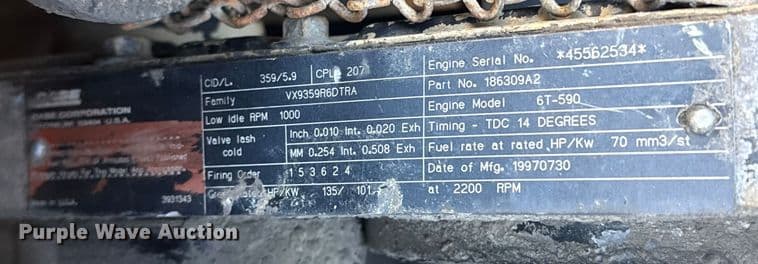 CASE CORPORATION
3931343
CID/L. 359/5.9 CPL 207
Family VX9359R6DTRA
Low idle RPM 1000
Valve lash cold
Inch 0.010 Int. 0.020 Exh
MM 0.254 Int. 0.508 Exh
Firing Order 1 5 3 6 2 4
HP/KW 135/ 101
Engine Serial No. *45562534*
Part No. 186309A2
Engine Model 6T-590
Timing - TDC 14 DEGREES
Fuel rate at rated HP/Kw 70 mm3/st
Date of Mfg. 19970730
at 2200 RPM
Purple Wave Auction